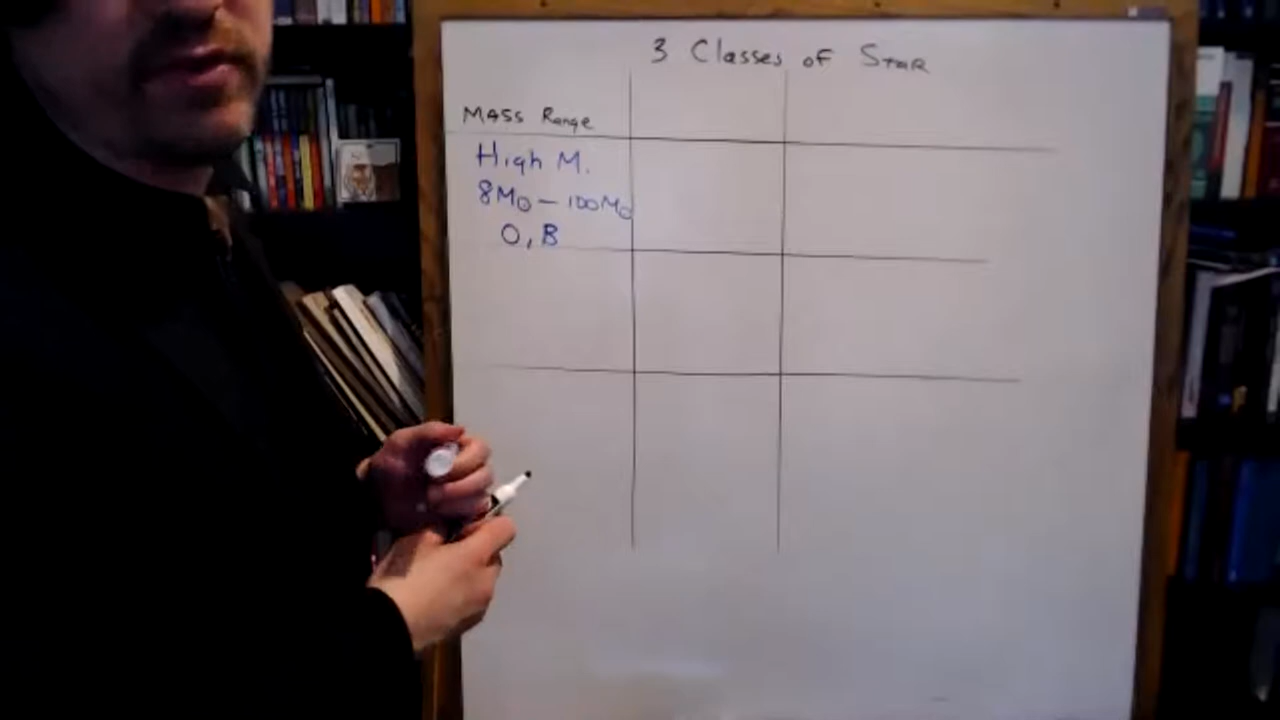 3 Classes of Star
Mass Range
High M.
8M⊙ – 100M⊙
O, B